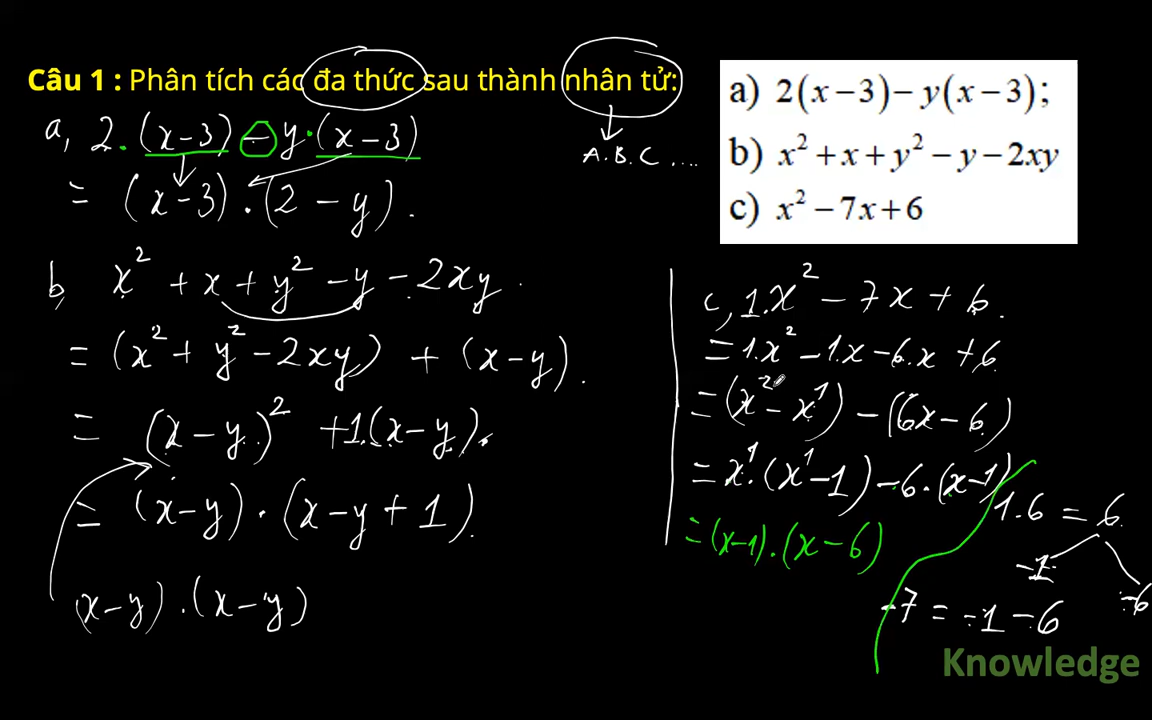 Câu 1 : Phân tích các đa thức sau thành nhân tử:
a) 2(x−3)−y(x−3);
b) x² + x + y² − y − 2xy
c) x² − 7x + 6
A.B.C ....
a, 2.(x−3) − y.(x−3)
= (x−3).(2 − y).
b, x² + x + y² − y − 2xy.
= (x² + y² − 2xy) + (x−y).
= (x − y)² + 1.(x−y).
= (x−y).(x−y+1).
(x−y).(x−y)
c, 1.x² − 7x + 6.
= 1.x² − 1.x − 6.x + 6
= (x² − x¹) − (6x − 6)
= x¹.(x¹−1) − 6.(x−1)
= (x−1).(x−6)
1.6 = 6
−1 −6
−7 = −1 − 6
Knowledge